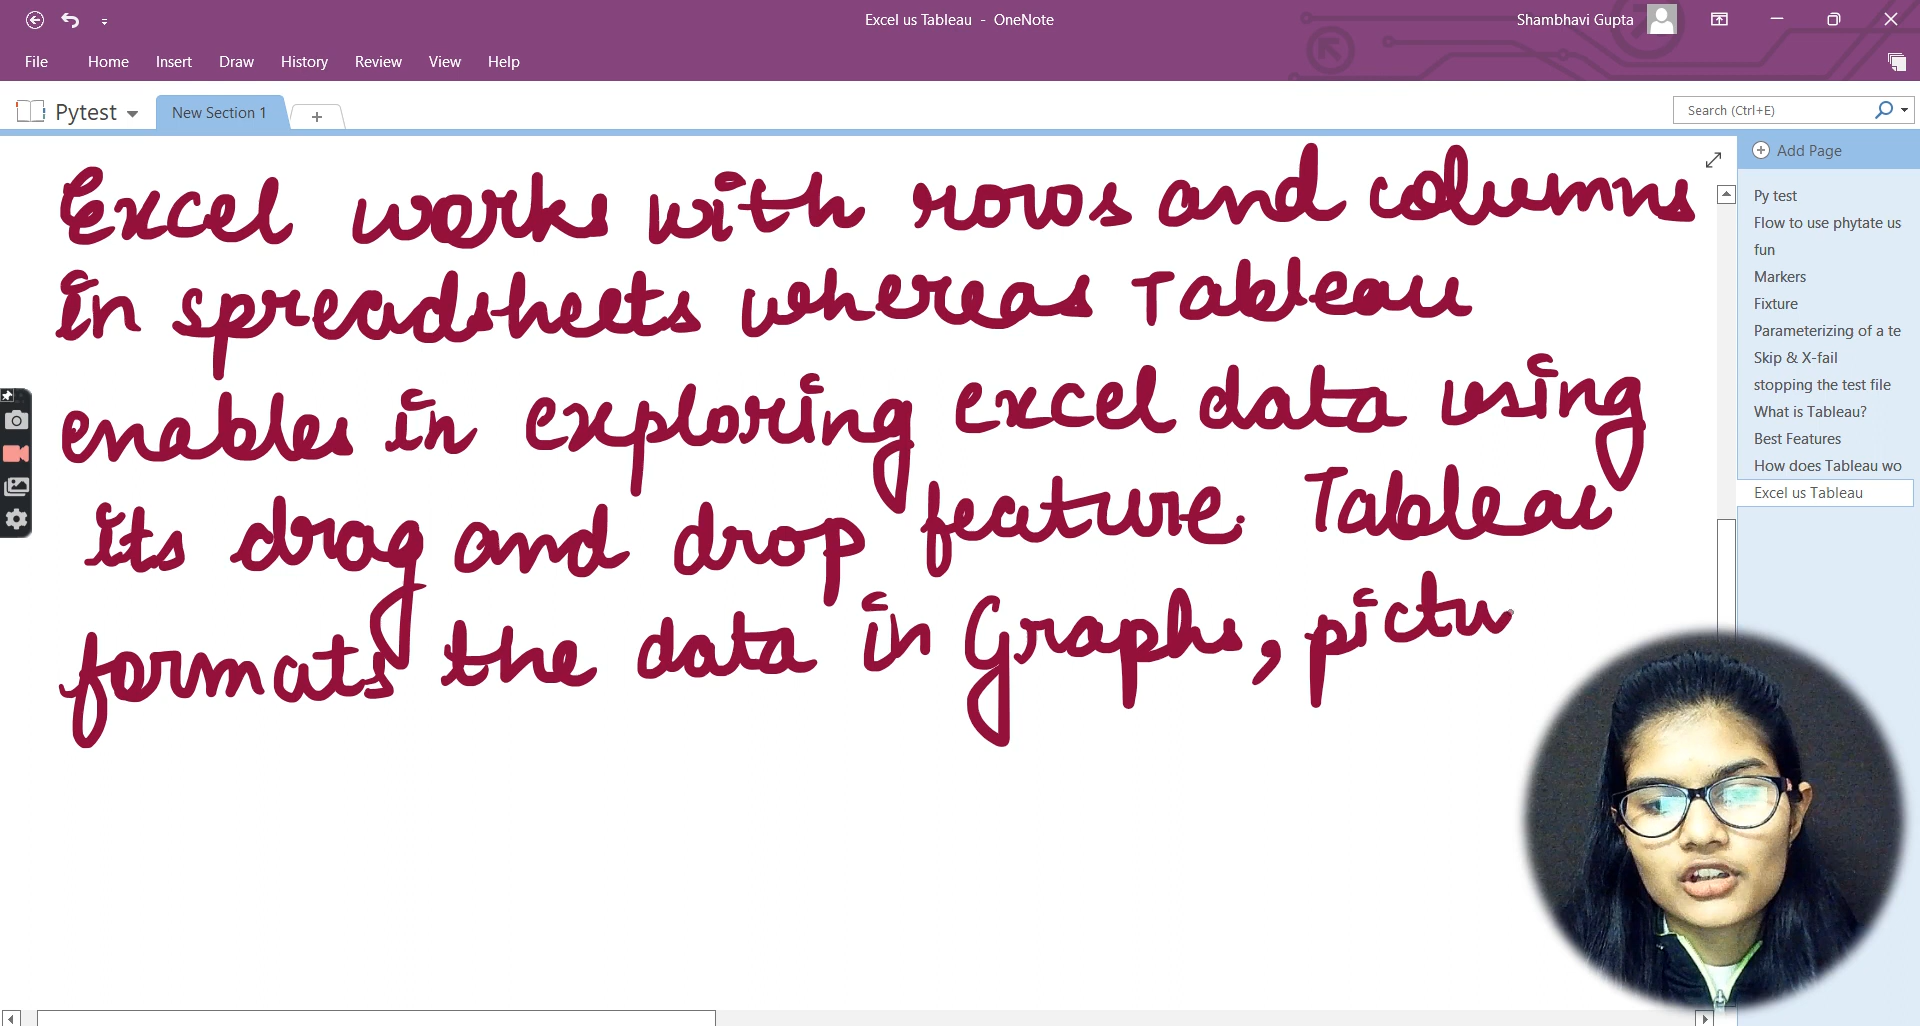 Excel us Tableau - OneNote
Shambhavi Gupta
File Home Insert Draw History Review View Help
Pytest New Section 1 +
Search (Ctrl+E)
Add Page
Py test
Flow to use phytate us
fun
Markers
Fixture
Parameterizing of a te
Skip & X-fail
stopping the test file
What is Tableau?
Best Features
How does Tableau wo
Excel us Tableau
Excel works with rows and columns
in spreadsheets whereas Tableau
enables in exploring excel data using
its drag and drop feature. Tableau
formats the data in Graphs, pictu